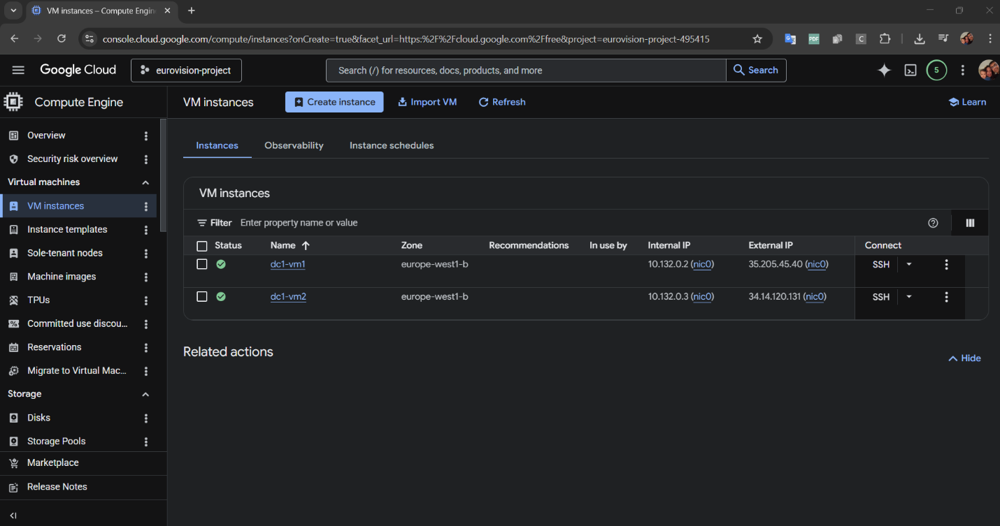 VM instances – Compute Engin
console.cloud.google.com/compute/instances?onCreate=true&facet_url=https:%2F%2Fcloud.google.com%2Ffree&project=eurovision-project-495415
PDF
C
Google Cloud
eurovision-project
Search (/) for resources, docs, products, and more
Search
5
Compute Engine
VM instances
Create instance
Import VM
Refresh
Learn
Overview
Security risk overview
Virtual machines
VM instances
Instance templates
Sole-tenant nodes
Machine images
TPUs
Committed use discou...
Reservations
Migrate to Virtual Mac...
Storage
Disks
Storage Pools
Marketplace
Release Notes
Instances Observability Instance schedules
VM instances
Filter Enter property name or value
Status Name Zone Recommendations In use by Internal IP External IP Connect
dc1-vm1 europe-west1-b 10.132.0.2 (nic0) 35.205.45.40 (nic0) SSH
dc1-vm2 europe-west1-b 10.132.0.3 (nic0) 34.14.120.131 (nic0) SSH
Related actions
Hide